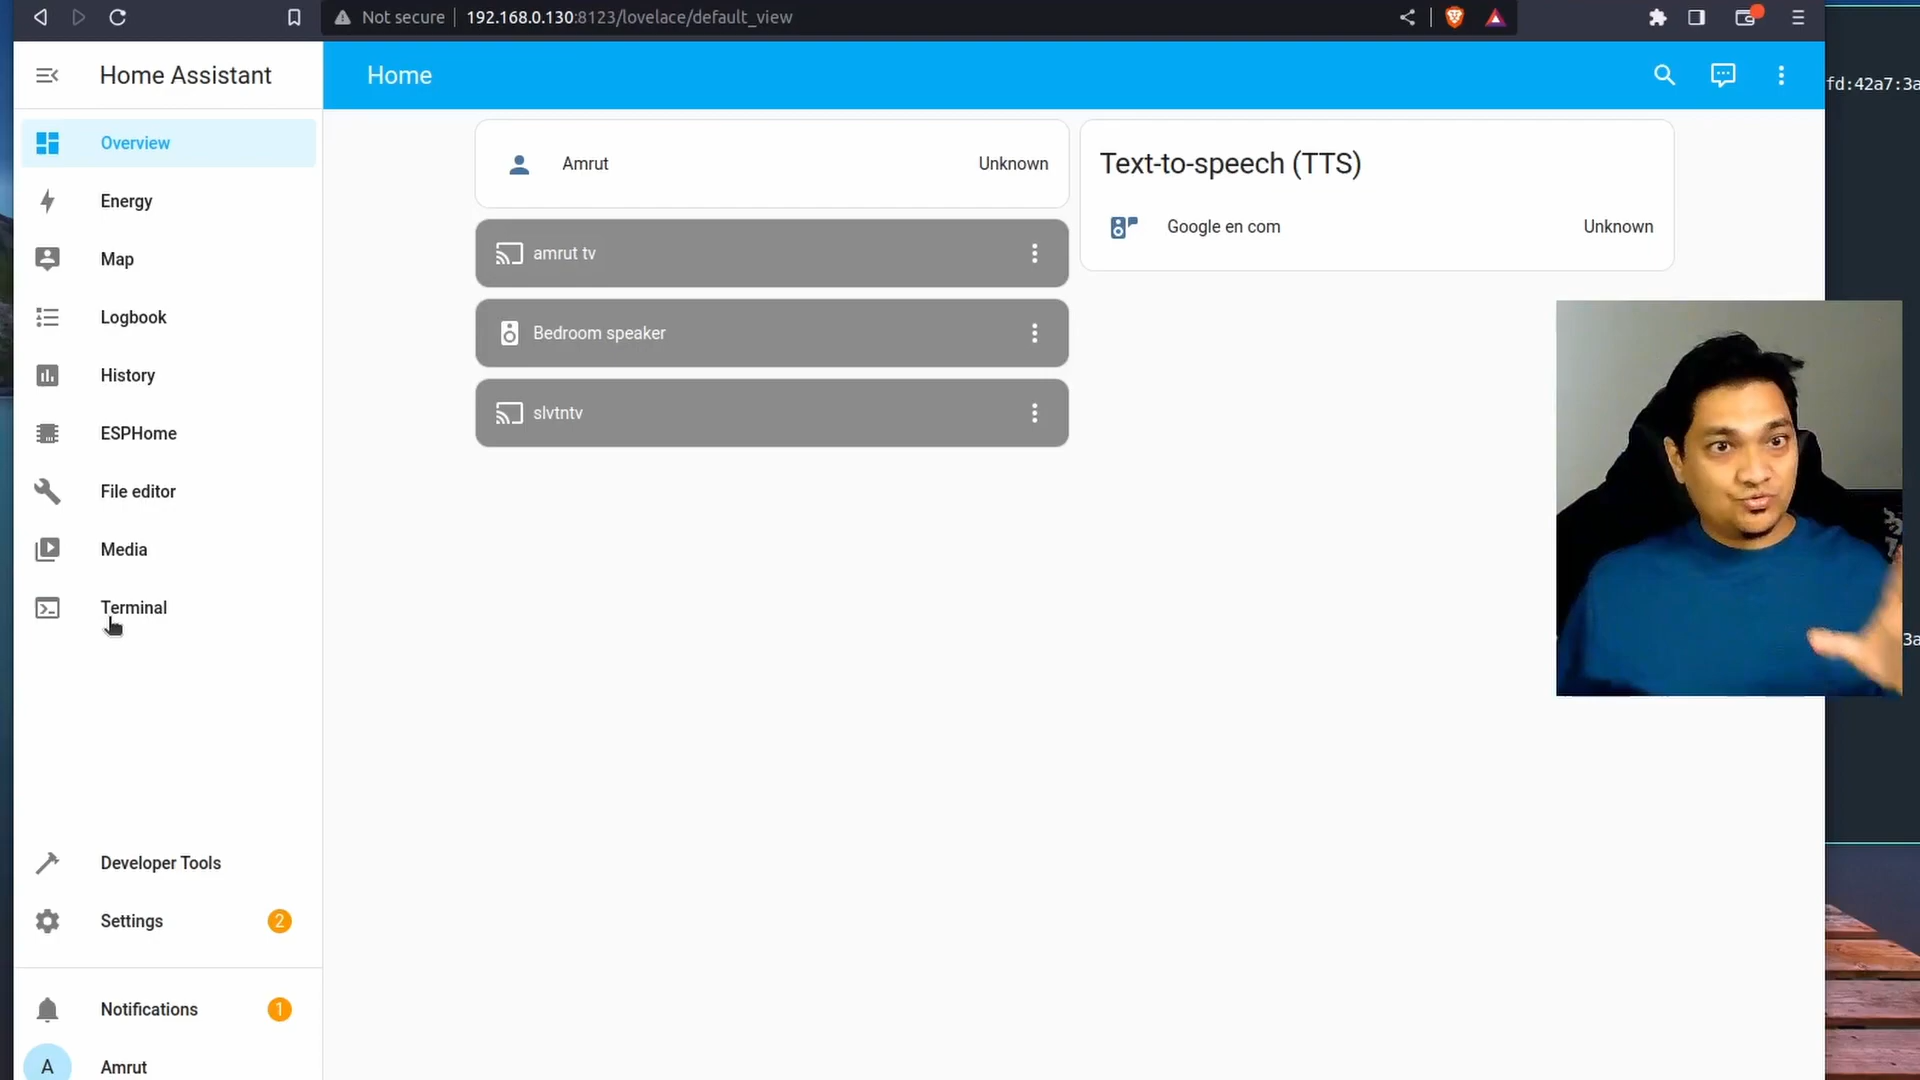 Not secure
192.168.0.130:8123/lovelace/default_view
Home Assistant
Home
fd:42a7:3a
Overview
Energy
Map
Logbook
History
ESPHome
File editor
Media
Terminal
Amrut
Unknown
amrut tv
Bedroom speaker
slvtntv
Text-to-speech (TTS)
Google en com
Unknown
3a
Developer Tools
Settings
2
Notifications
1
A
Amrut